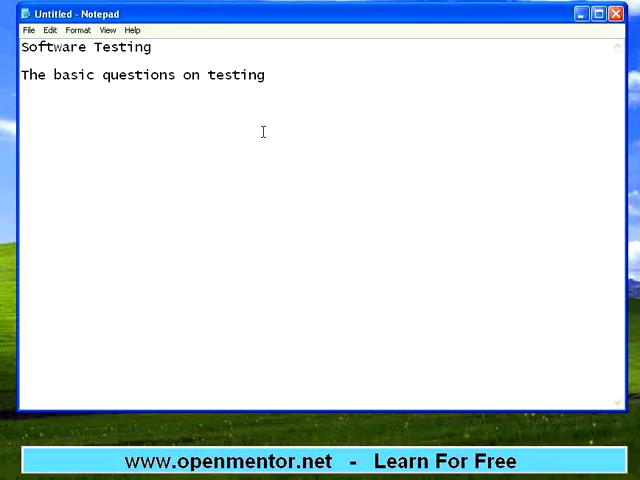 Untitled - Notepad
File Edit Format View Help
Software Testing
The basic questions on testing
www.openmentor.net - Learn For Free